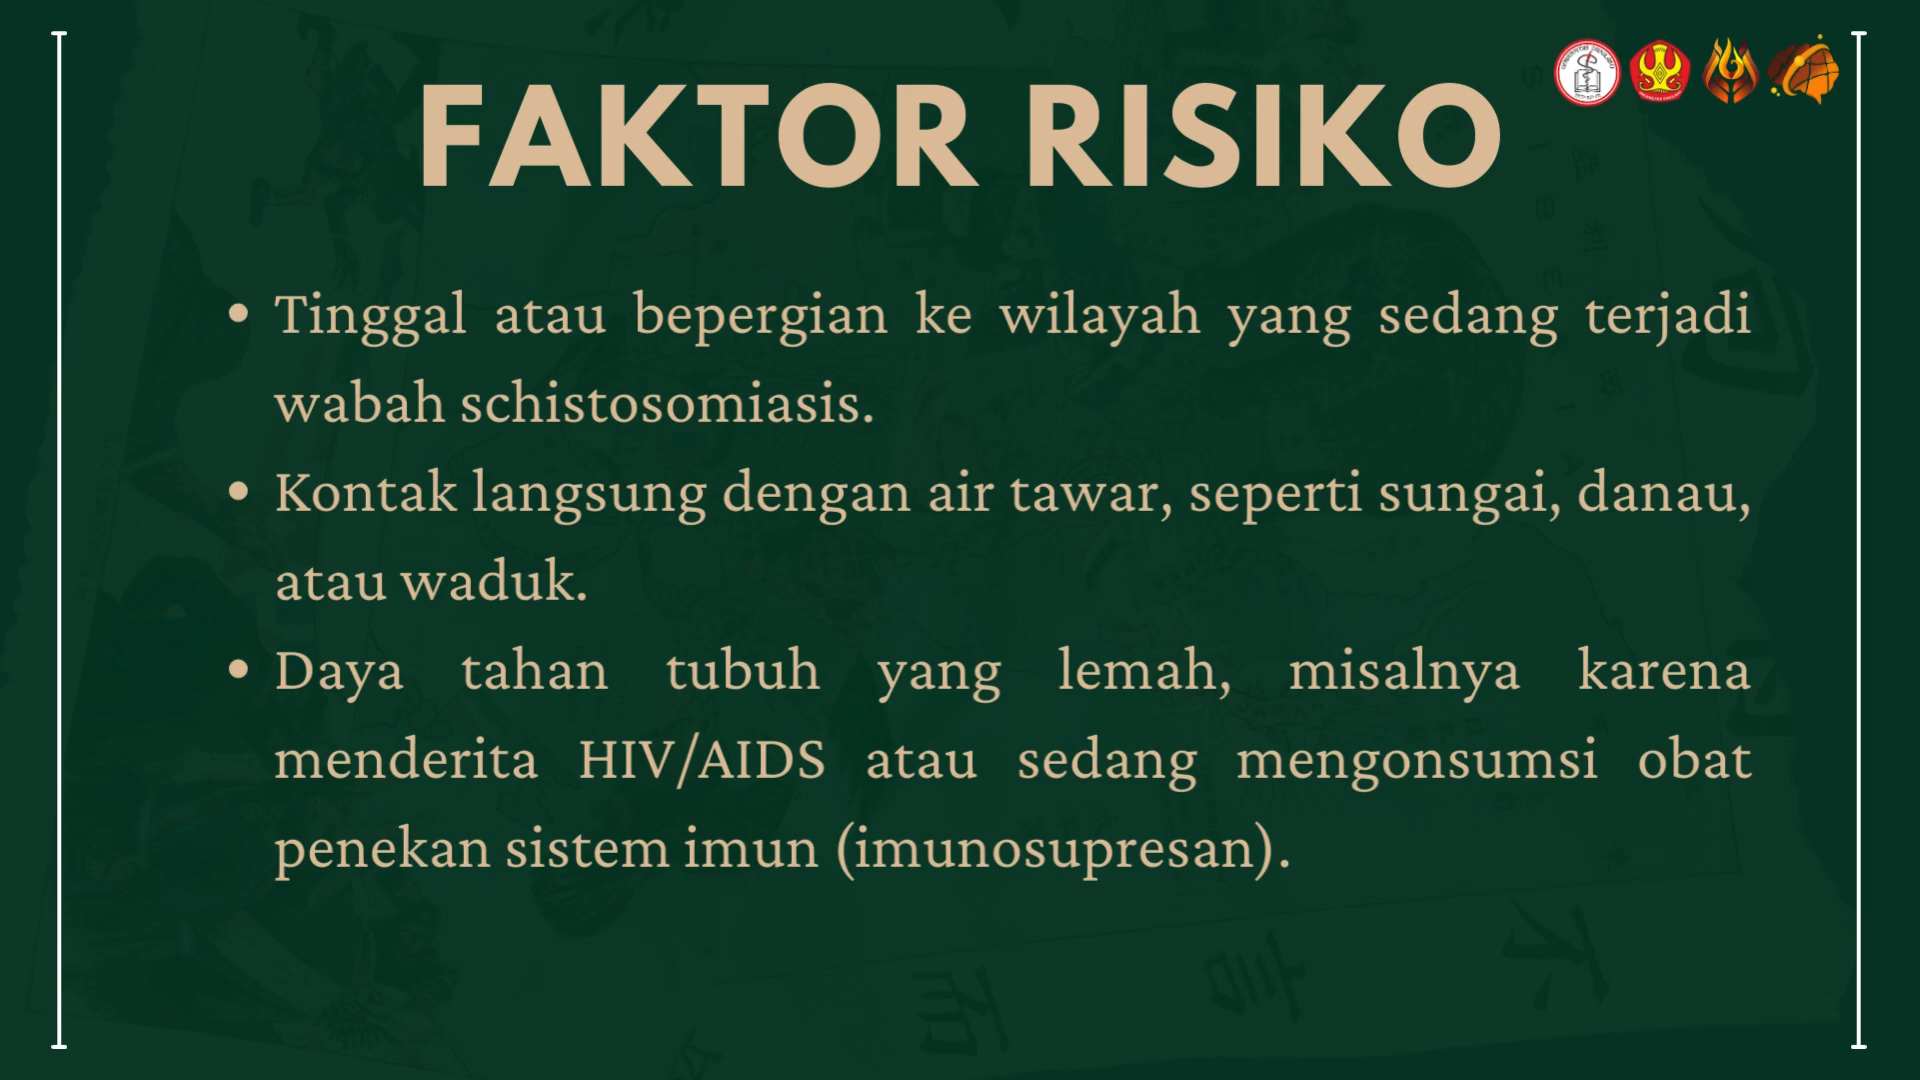 FAKTOR RISIKO
• Tinggal atau bepergian ke wilayah yang sedang terjadi
wabah schistosomiasis.
• Kontak langsung dengan air tawar, seperti sungai, danau,
atau waduk.
• Daya tahan tubuh yang lemah, misalnya karena
menderita HIV/AIDS atau sedang mengonsumsi obat
penekan sistem imun (imunosupresan).